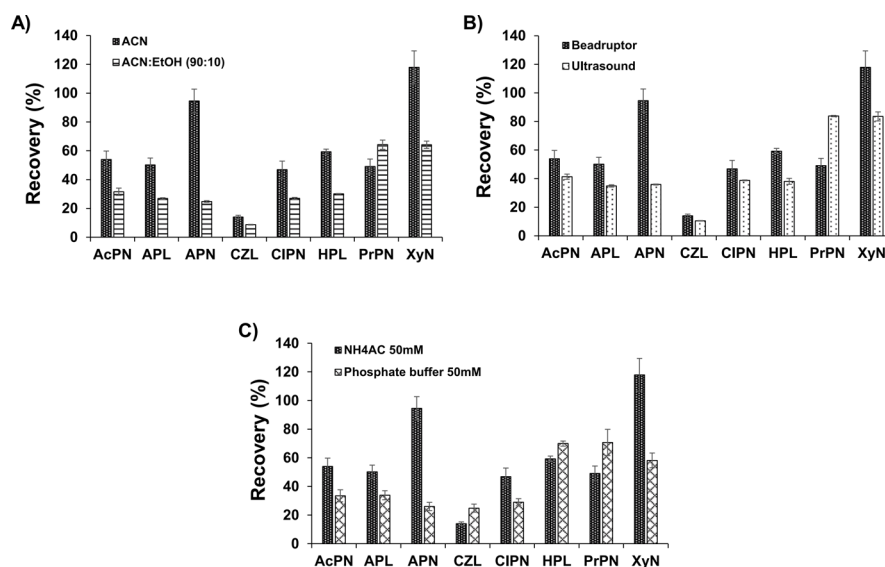 A)
ACN
ACN:EtOH (90:10)
Recovery (%)
140
120
100
80
60
40
20
0
AcPN APL APN CZL ClPN HPL PrPN XyN
B)
Beadruptor
Ultrasound
Recovery (%)
140
120
100
80
60
40
20
0
AcPN APL APN CZL ClPN HPL PrPN XyN
C)
NH4AC 50mM
Phosphate buffer 50mM
Recovery (%)
140
120
100
80
60
40
20
0
AcPN APL APN CZL ClPN HPL PrPN XyN